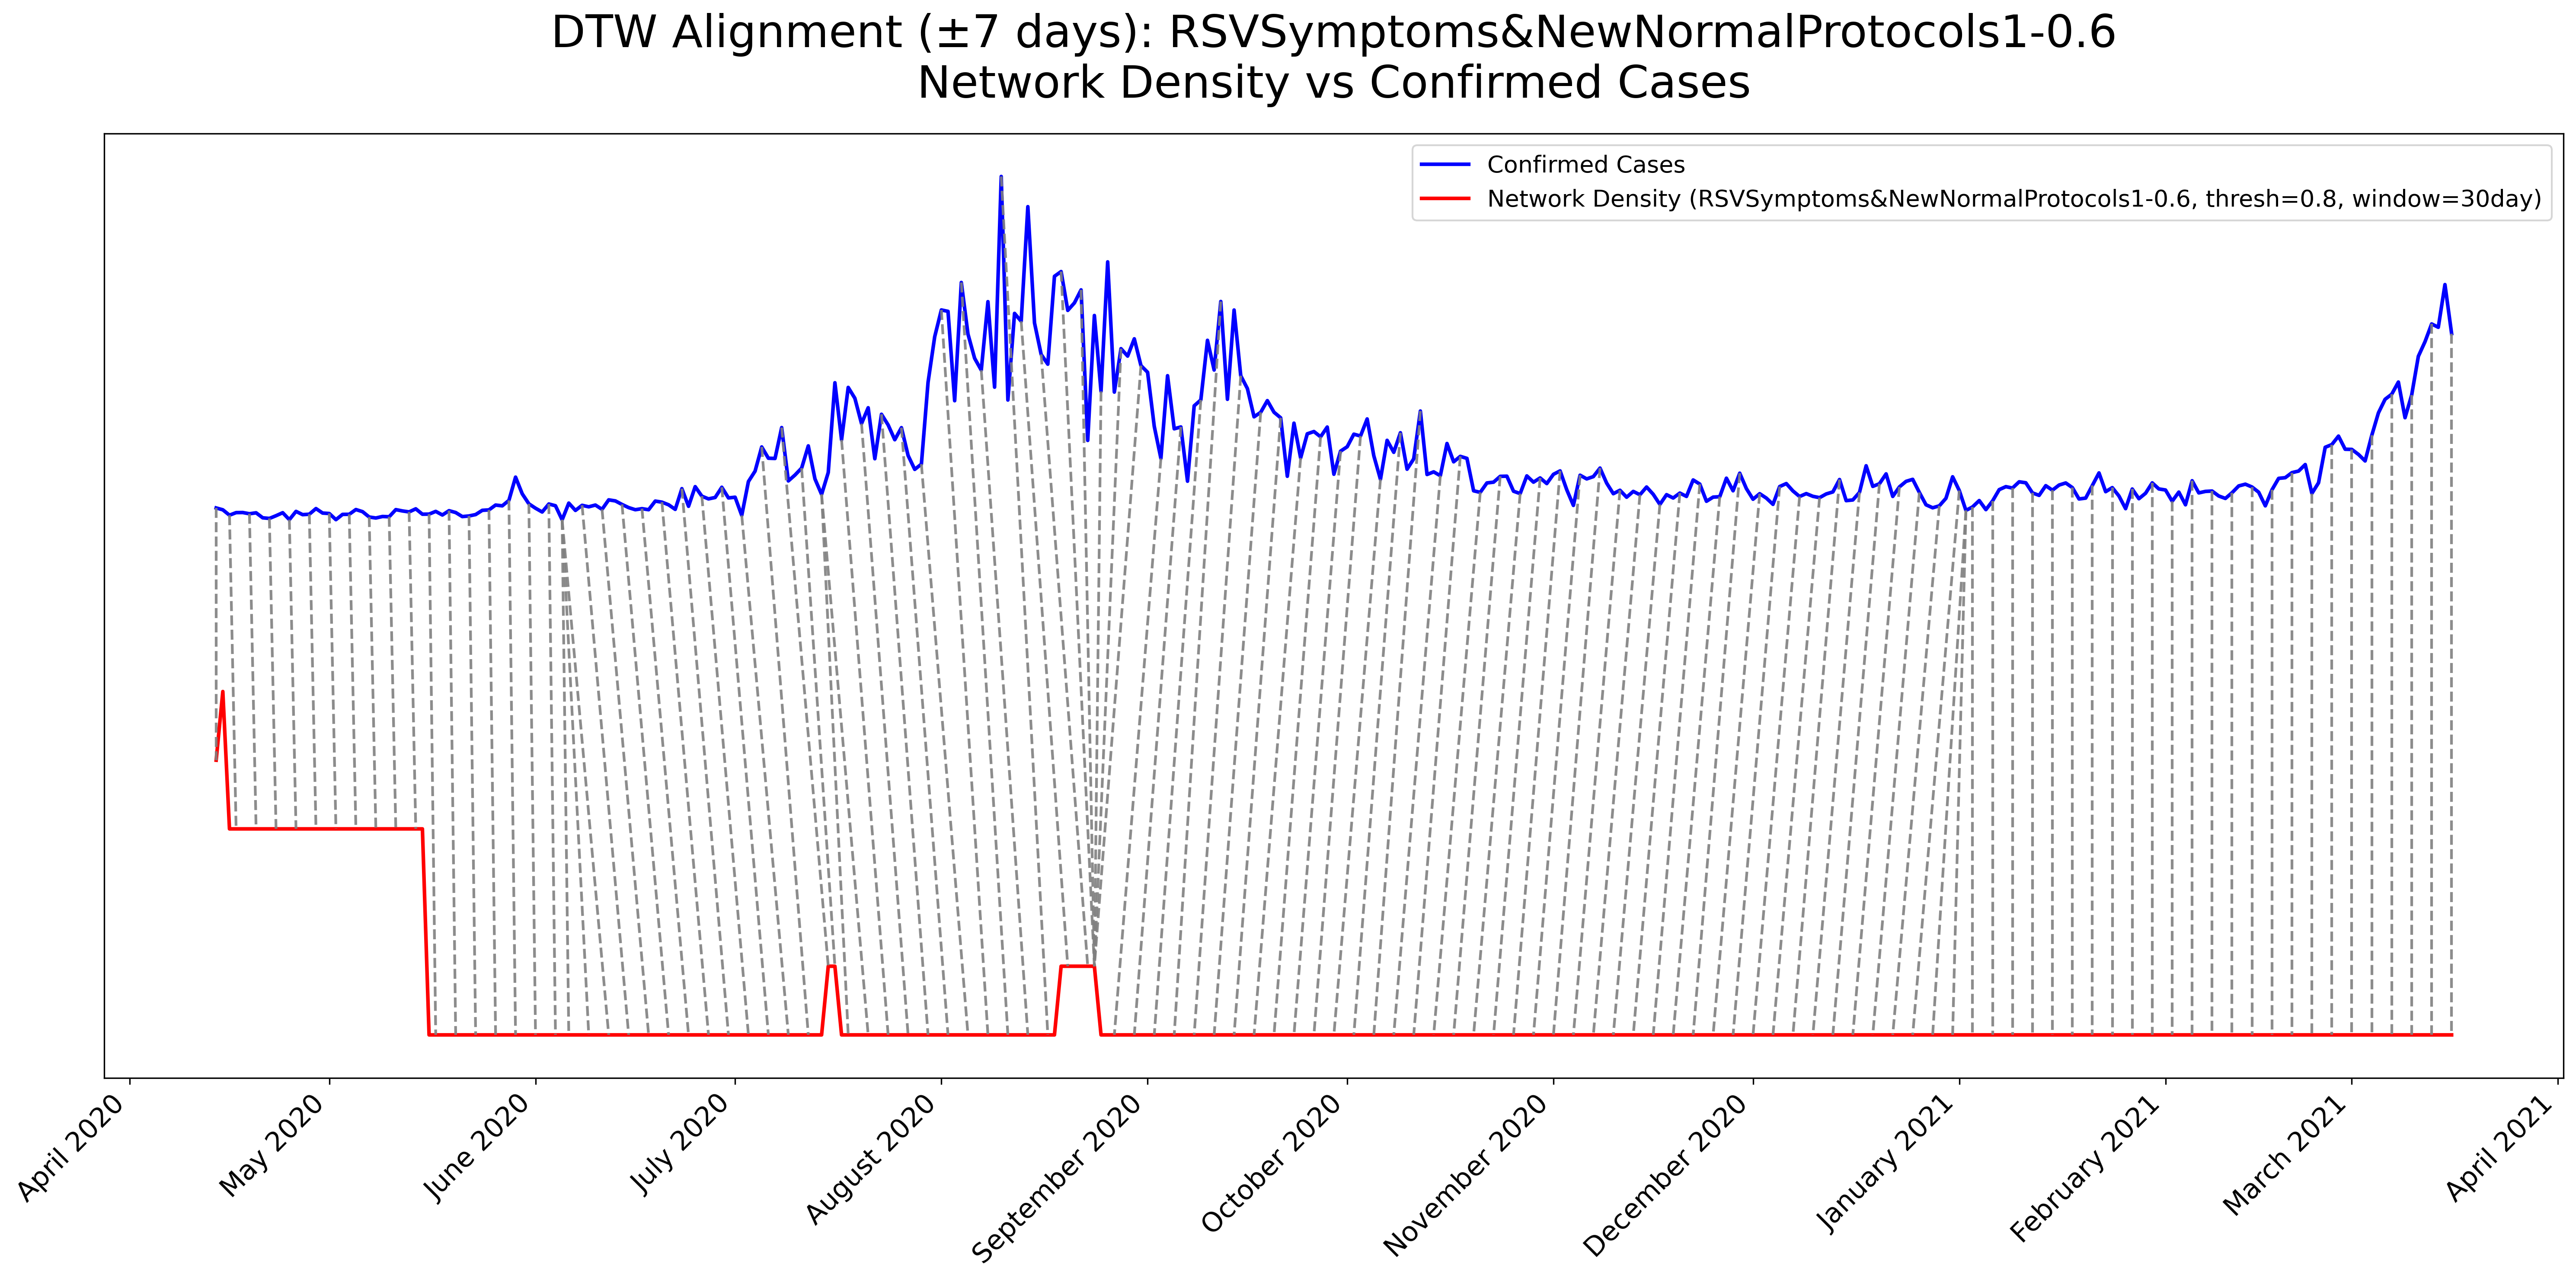 DTW Alignment (±7 days): RSVSymptoms&NewNormalProtocols1-0.6
Network Density vs Confirmed Cases
Confirmed Cases
Network Density (RSVSymptoms&NewNormalProtocols1-0.6, thresh=0.8, window=30day)
April 2020
May 2020
June 2020
July 2020
August 2020
September 2020
October 2020
November 2020
December 2020
January 2021
February 2021
March 2021
April 2021